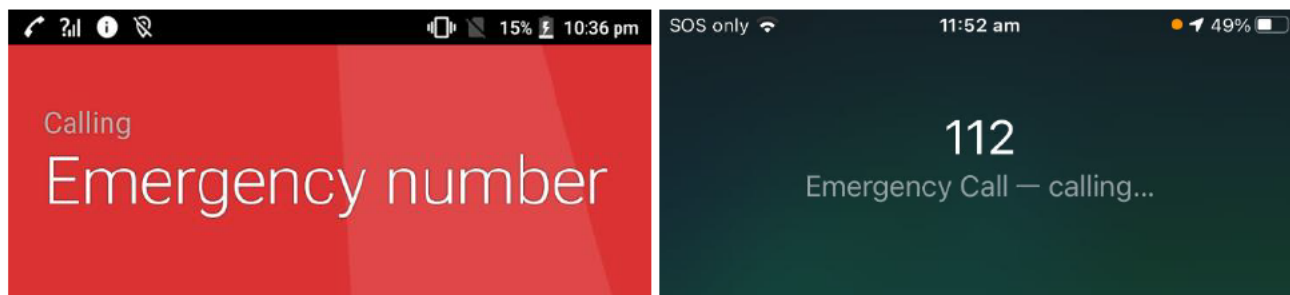 15% 10:36 pm
Calling
Emergency number
SOS only 11:52 am 49%
112
Emergency Call — calling...